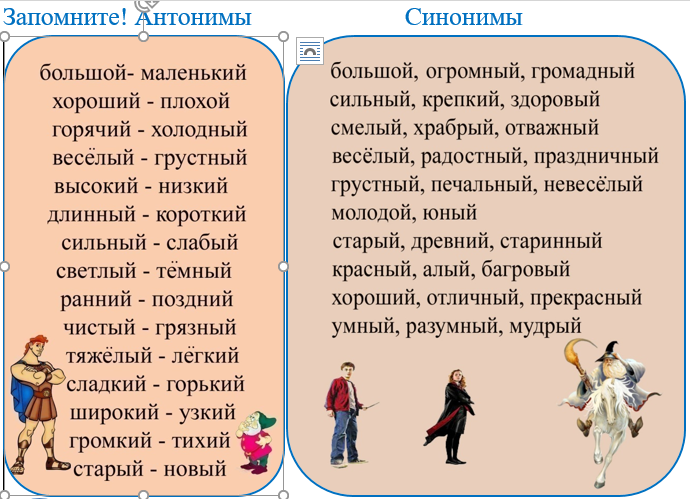 Запомните! Антонимы
большой- маленький
хороший - плохой
горячий - холодный
весёлый - грустный
высокий - низкий
длинный - короткий
сильный - слабый
светлый - тёмный
ранний - поздний
чистый - грязный
тяжёлый - лёгкий
сладкий - горький
широкий - узкий
громкий - тихий
старый - новый
Синонимы
большой, огромный, громадный
сильный, крепкий, здоровый
смелый, храбрый, отважный
весёлый, радостный, праздничный
грустный, печальный, невесёлый
молодой, юный
старый, древний, старинный
красный, алый, багровый
хороший, отличный, прекрасный
умный, разумный, мудрый